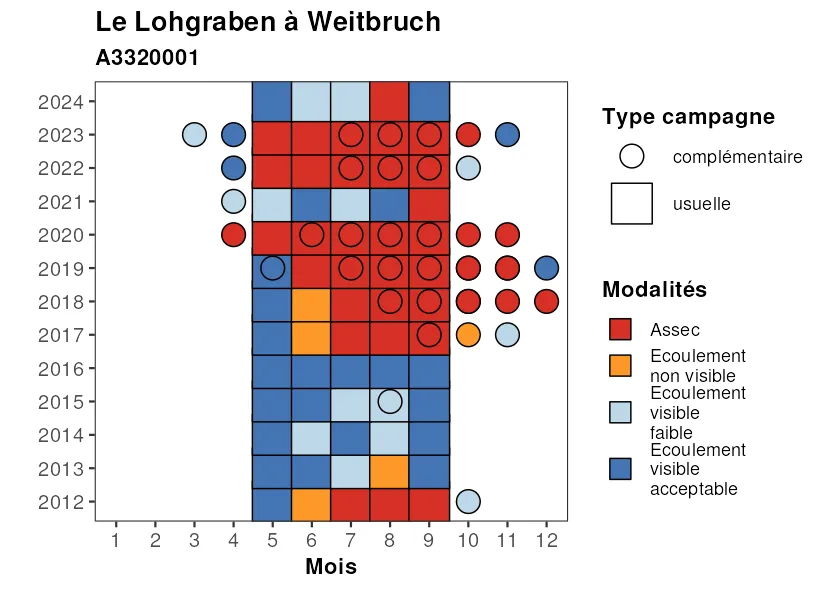 Le Lohgraben à Weitbruch
A3320001
2024
2023
2022
2021
2020
2019
2018
2017
2016
2015
2014
2013
2012
1 2 3 4 5 6 7 8 9 10 11 12
Mois
Type campagne
complémentaire
usuelle
Modalités
Assec
Ecoulement
non visible
Ecoulement
visible
faible
Ecoulement
visible
acceptable